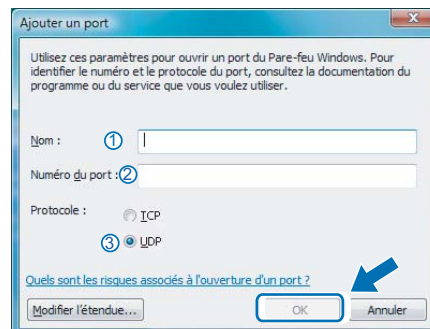 Ajouter un port
Utilisez ces paramètres pour ouvrir un port du Pare-feu Windows. Pour
identifier le numéro et le protocole du port, consultez la documentation du
programme ou du service que vous voulez utiliser.
Nom : ①
Numéro du port : ②
Protocole : TCP
③ UDP
Quels sont les risques associés à l'ouverture d'un port ?
Modifier l'étendue... OK Annuler